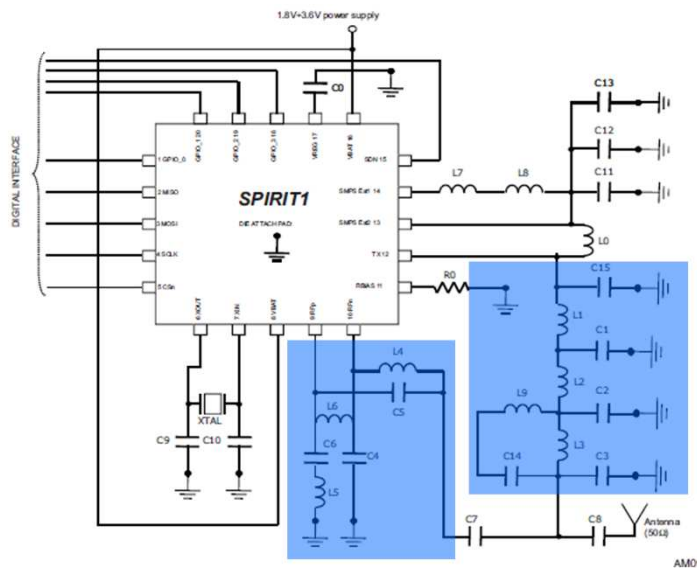 1.8V÷3.6V power supply
C0
C13
C12
C11
DIGITAL INTERFACE
GPIO_1 20
GPIO_2 19
GPIO_3 18
VREG 17
VBAT 16
1 GPIO_0
2 MISO
3 MOSI
4 SCLK
5 CSn
SPIRIT1
DIE ATTACH PAD:
SDN 15
SMPS Ext1 14
SMPS Ext2 13
TX 12
RBIAS 11
6 XOUT
7 XIN
8 VBAT
9 RFp
10 RFn
L7
L8
L0
R0
C15
L1
C1
L2
L9
C2
L3
C14
C3
L4
C5
L6
C6
C4
L5
XTAL
C9
C10
C7
C8
Antenna
(50Ω)
AM0